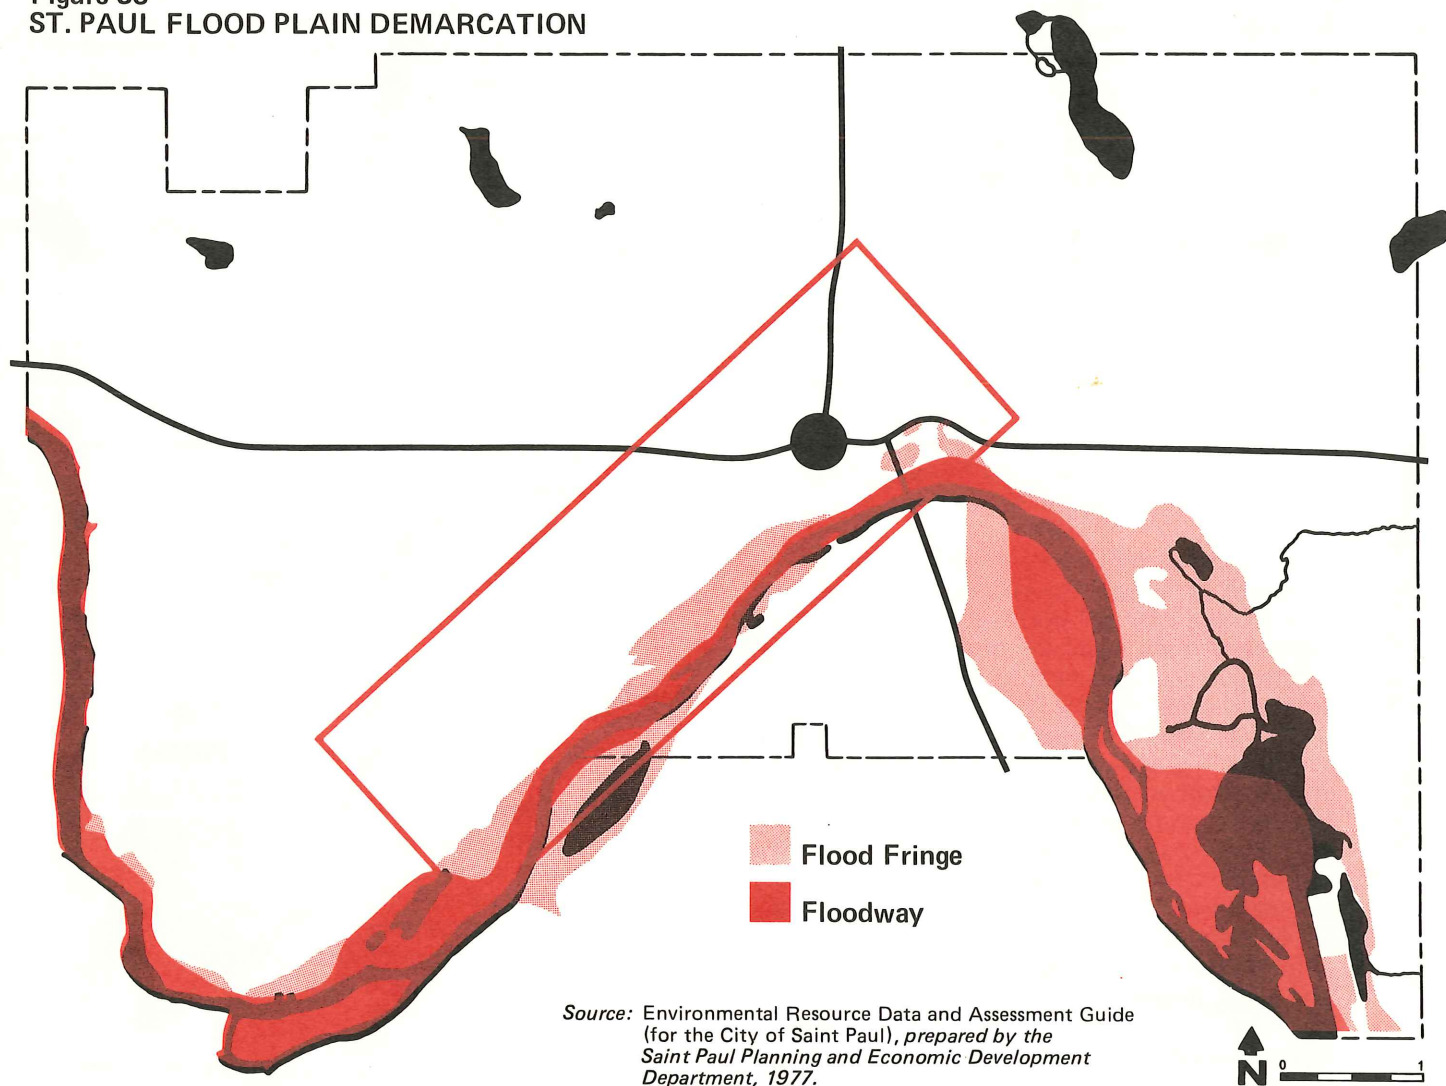 ST. PAUL FLOOD PLAIN DEMARCATION
Flood Fringe
Floodway
Source: Environmental Resource Data and Assessment Guide
(for the City of Saint Paul), prepared by the
Saint Paul Planning and Economic Development
Department, 1977.
N
0 1